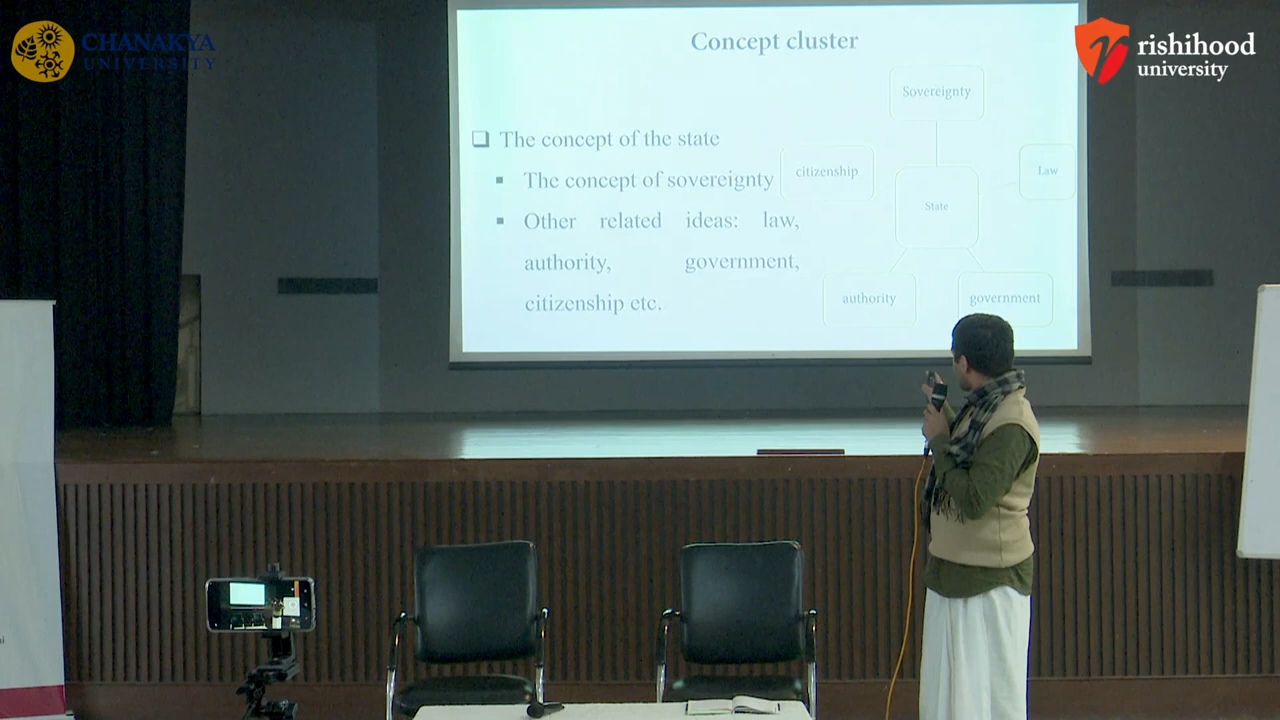 CHANAKYA
UNIVERSITY
rishihood
university
Concept cluster
The concept of the state
The concept of sovereignty
Other related ideas: law,
authority, government,
citizenship etc.
Sovereignty
citizenship
Law
State
authority
government